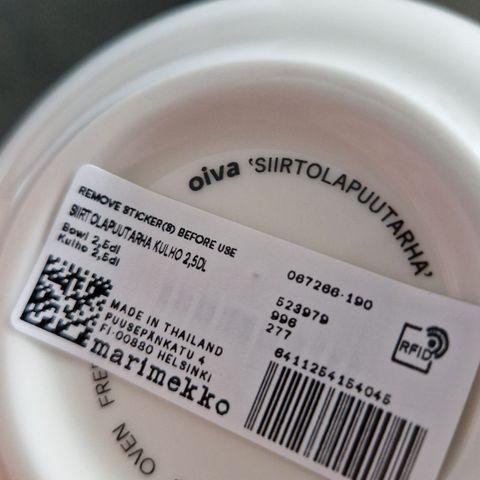 oiva 'SIIRTOLAPUUTARHA'
REMOVE STICKER(S) BEFORE USE
SIIRTOLAPUUTARHA KULHO 2,5DL
Bowl 2,5dl
Kulho 2,5dl
067266-190
523979
996
277
MADE IN THAILAND
PUUSEPÄNKATU 4
FI-00880 HELSINKI
marimekko
RFID
6411254154045
OVEN